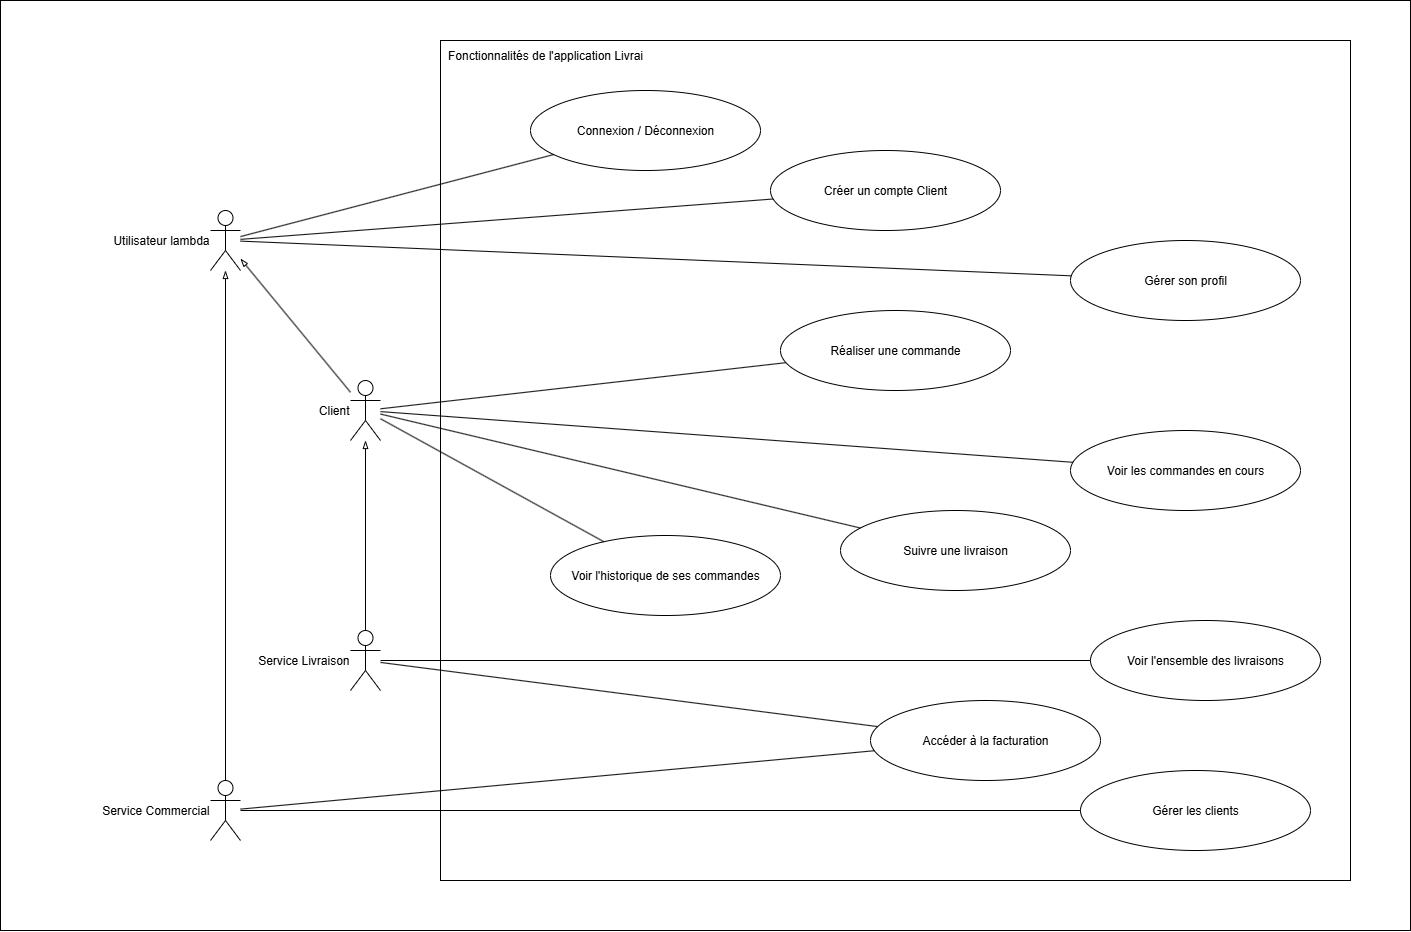 Fonctionnalités de l'application Livrai
Connexion / Déconnexion
Créer un compte Client
Utilisateur lambda
Gérer son profil
Réaliser une commande
Client
Voir les commandes en cours
Suivre une livraison
Voir l'historique de ses commandes
Service Livraison
Voir l'ensemble des livraisons
Accéder à la facturation
Service Commercial
Gérer les clients